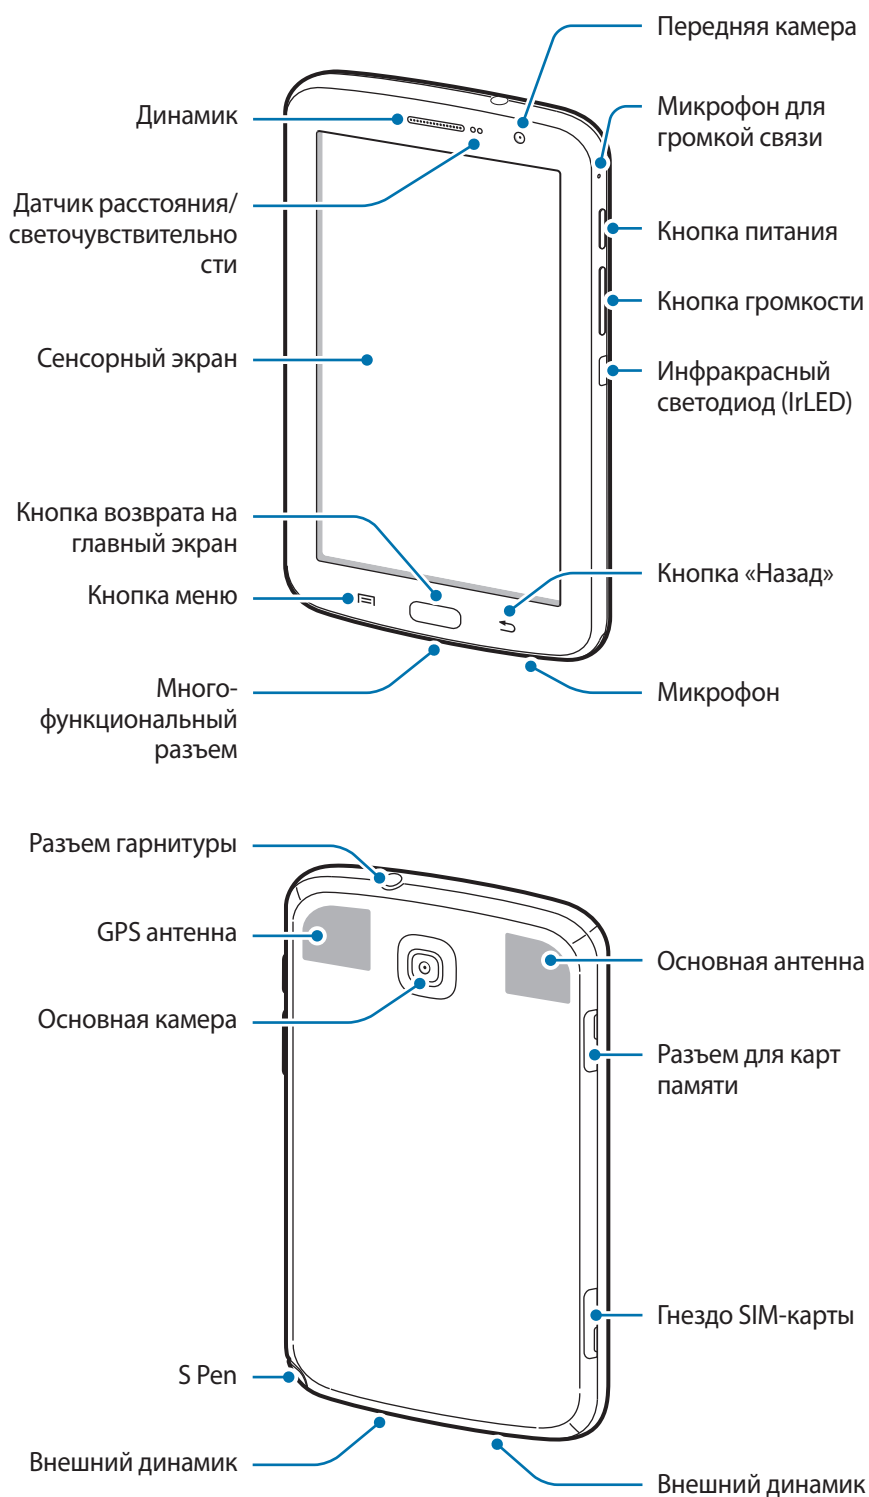 Передняя камера
Динамик
Микрофон для
громкой связи
Датчик расстояния/
светочувствительно
сти
Кнопка питания
Кнопка громкости
Сенсорный экран
Инфракрасный
светодиод (IrLED)
Кнопка возврата на
главный экран
Кнопка «Назад»
Кнопка меню
Много-
функциональный
разъем
Микрофон
Разъем гарнитуры
GPS антенна
Основная антенна
Основная камера
Разъем для карт
памяти
Гнездо SIM-карты
S Pen
Внешний динамик
Внешний динамик